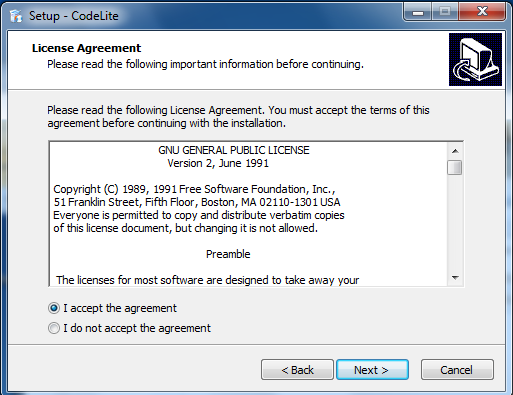 Setup - CodeLite
License Agreement
Please read the following important information before continuing.
Please read the following License Agreement. You must accept the terms of this
agreement before continuing with the installation.
GNU GENERAL PUBLIC LICENSE
Version 2, June 1991
Copyright (C) 1989, 1991 Free Software Foundation, Inc.,
51 Franklin Street, Fifth Floor, Boston, MA 02110-1301 USA
Everyone is permitted to copy and distribute verbatim copies
of this license document, but changing it is not allowed.
Preamble
The licenses for most software are designed to take away your
I accept the agreement
I do not accept the agreement
< Back
Next >
Cancel